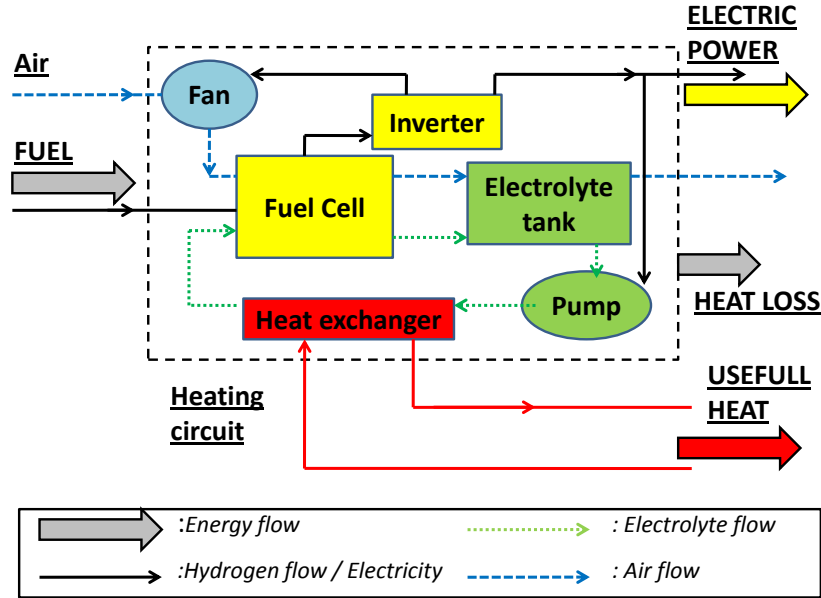 ELECTRIC
POWER
Air
Fan
Inverter
FUEL
Fuel Cell
Electrolyte
tank
Pump
HEAT LOSS
Heat exchanger
Heating
circuit
USEFULL
HEAT
:Energy flow
: Electrolyte flow
:Hydrogen flow / Electricity
: Air flow